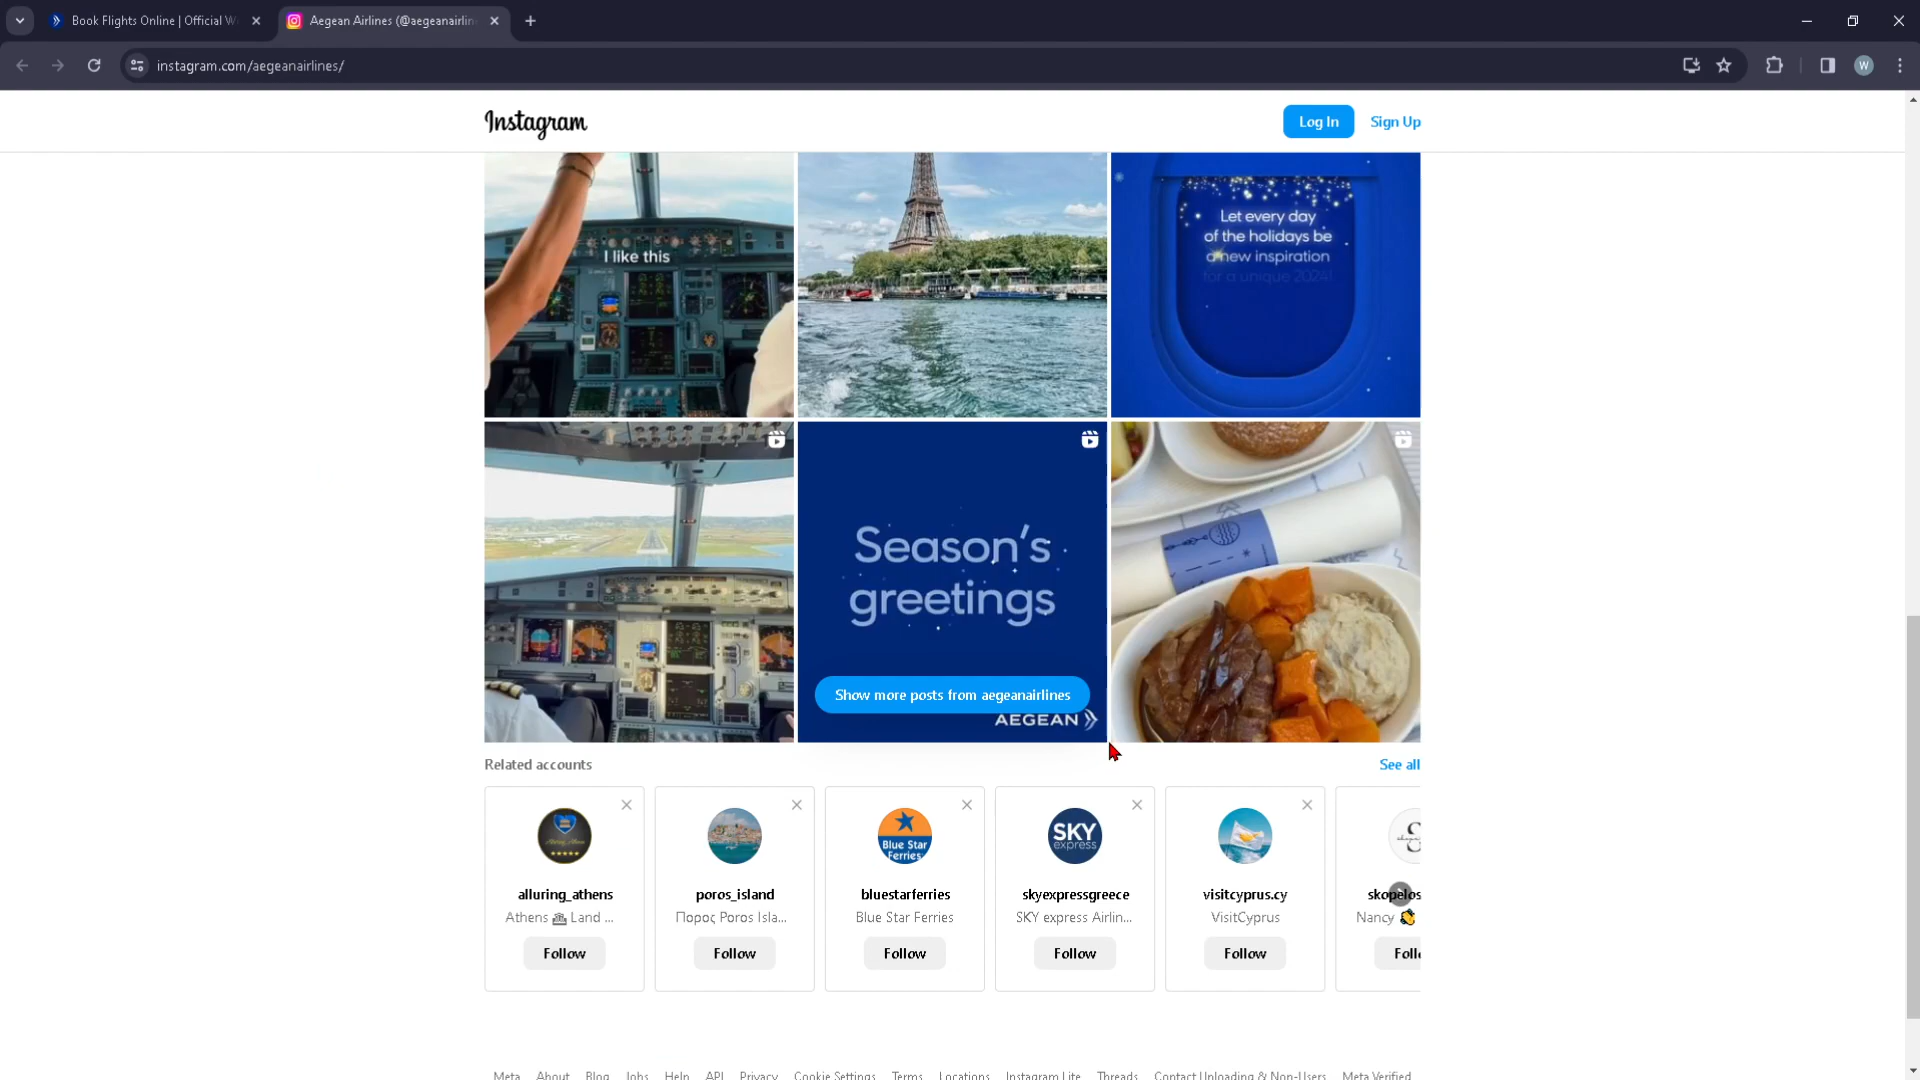 Book Flights Online | Official W
Aegean Airlines (@aegeanairlin
instagram.com/aegeanairlines/
W
Instagram
Log In
Sign Up
I like this
Let every day
of the holidays be
a new inspiration
for a unique 2024!
Season's
greetings
Show more posts from aegeanairlines
AEGEAN
Related accounts
See all
Blue Star
Ferries
SKY
express
alluring_athens
poros_island
bluestarferries
skyexpressgreece
visitcyprus.cy
skopelos
Athens 🏛 Land ...
Πορος Poros Isla...
Blue Star Ferries
SKY express Airlin...
VisitCyprus
Nancy
Follow
Follow
Follow
Follow
Follow
Foll
Meta
About
Blog
Jobs
Help
API
Privacy
Cookie Settings
Terms
Locations
Instagram Lite
Threads
Contact Uploading & Non-Users
Meta Verified